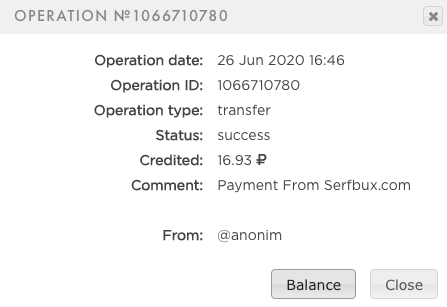 OPERATION №1066710780
Operation date: 26 Jun 2020 16:46
Operation ID: 1066710780
Operation type: transfer
Status: success
Credited: 16.93 ₽
Comment: Payment From Serfbux.com
From: @anonim
Balance Close